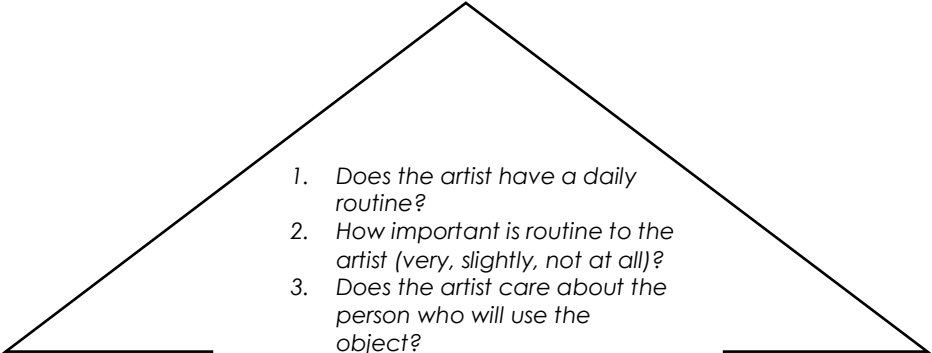 1. Does the artist have a daily
routine?
2. How important is routine to the
artist (very, slightly, not at all)?
3. Does the artist care about the
person who will use the
object?